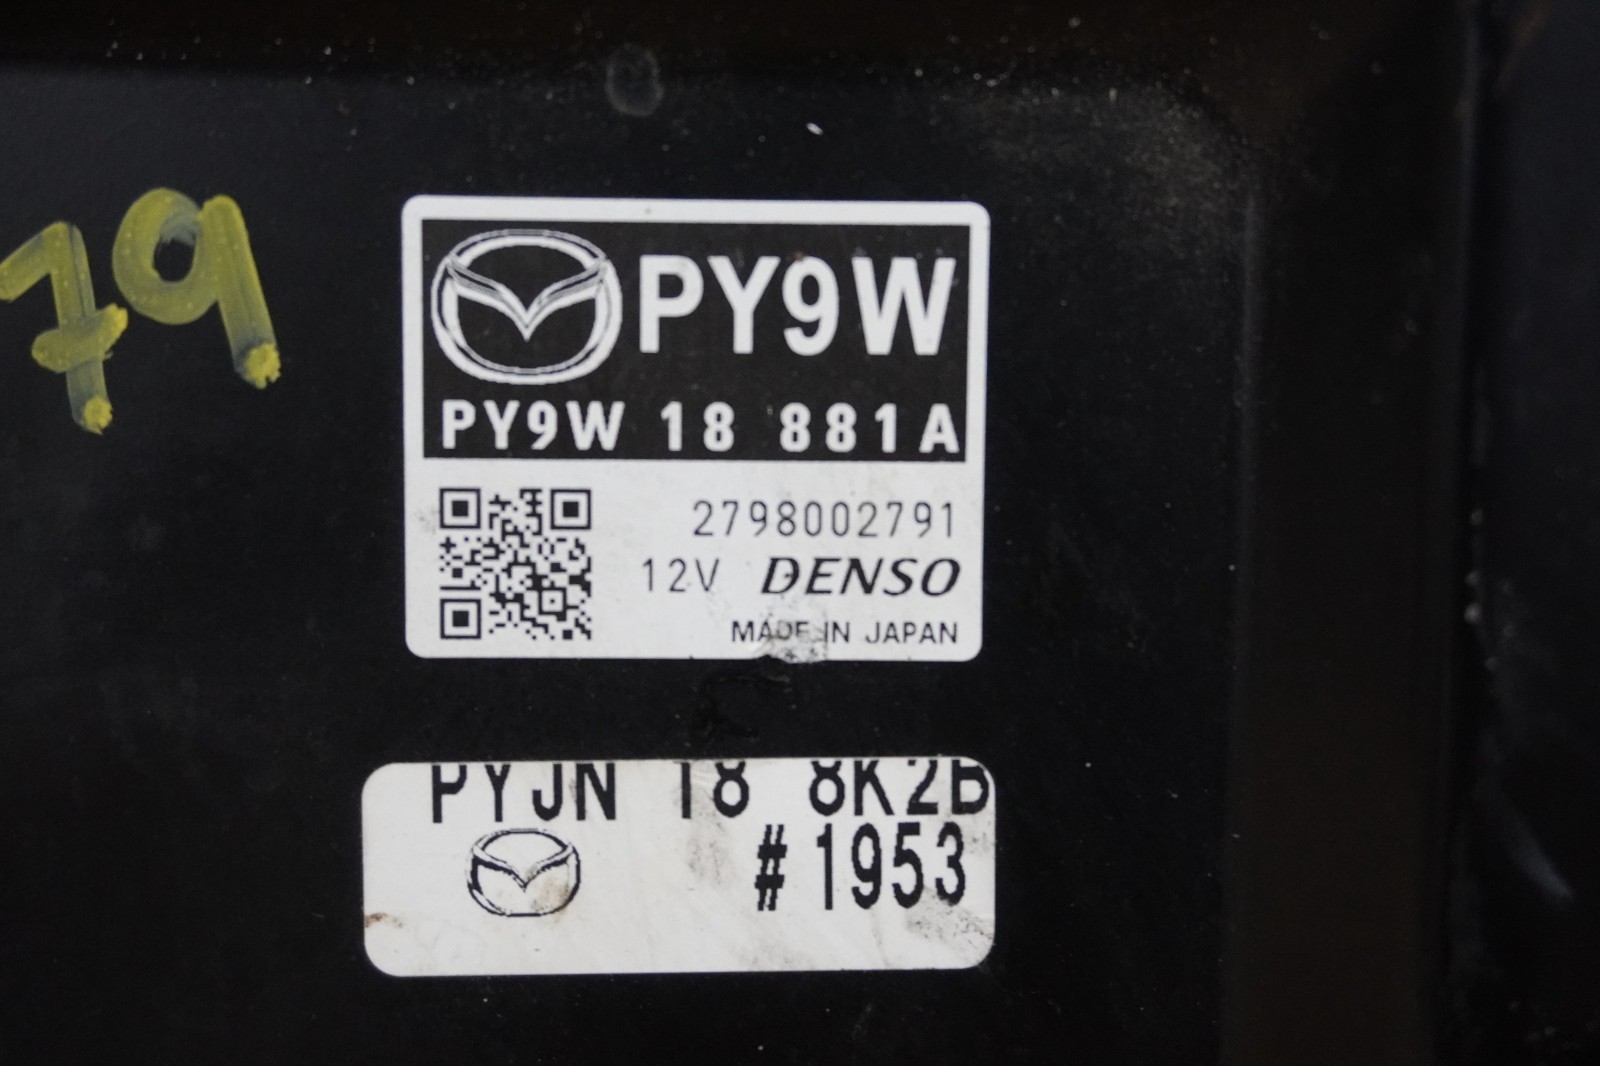 79
PY9W
PY9W 18 881A
2798002791
12V DENSO
MADE IN JAPAN
PYJN 18 8K2B
#1953